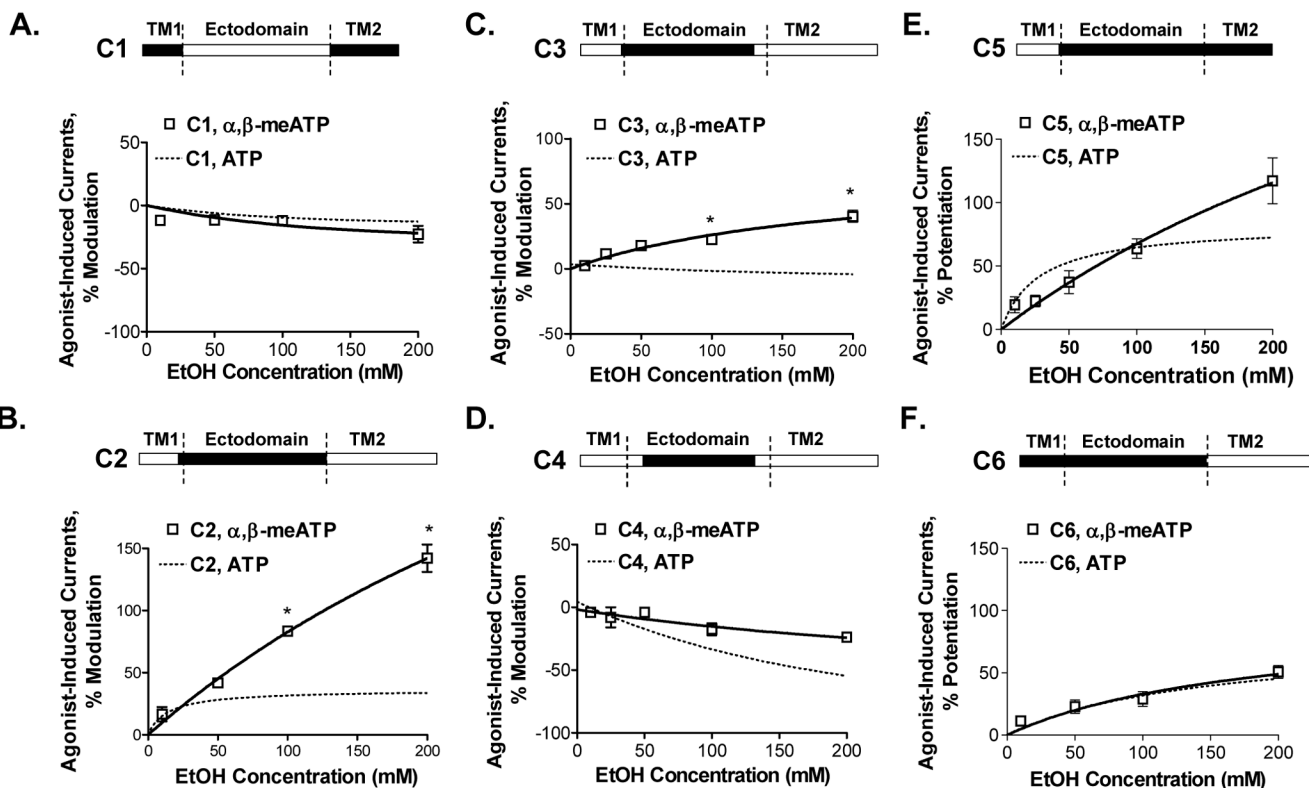 A.
TM1 Ectodomain TM2
C1
C1, α,β-meATP
C1, ATP
Agonist-Induced Currents,
% Modulation
50
0
-50
-100
0 50 100 150 200
EtOH Concentration (mM)
B.
TM1 Ectodomain TM2
C2
C2, α,β-meATP
C2, ATP
Agonist-Induced Currents,
% Modulation
150
100
50
0
* *
0 100 200
EtOH Concentration (mM)
C.
TM1 Ectodomain TM2
C3
C3, α,β-meATP
C3, ATP
Agonist-Induced Currents,
% Modulation
100
50
0
-50
* *
0 50 100 150 200
EtOH Concentration (mM)
D.
TM1 Ectodomain TM2
C4
C4, α,β-meATP
C4, ATP
Agonist-Induced Currents,
% Modulation
50
0
-50
-100
0 50 100 150 200
EtOH Concentration (mM)
E.
TM1 Ectodomain TM2
C5
C5, α,β-meATP
C5, ATP
Agonist-Induced Currents,
% Potentiation
150
100
50
0
0 50 100 150 200
EtOH Concentration (mM)
F.
TM1 Ectodomain TM2
C6
C6, α,β-meATP
C6, ATP
Agonist-Induced Currents,
% Potentiation
150
100
50
0
0 50 100 150 200
EtOH Concentration (mM)